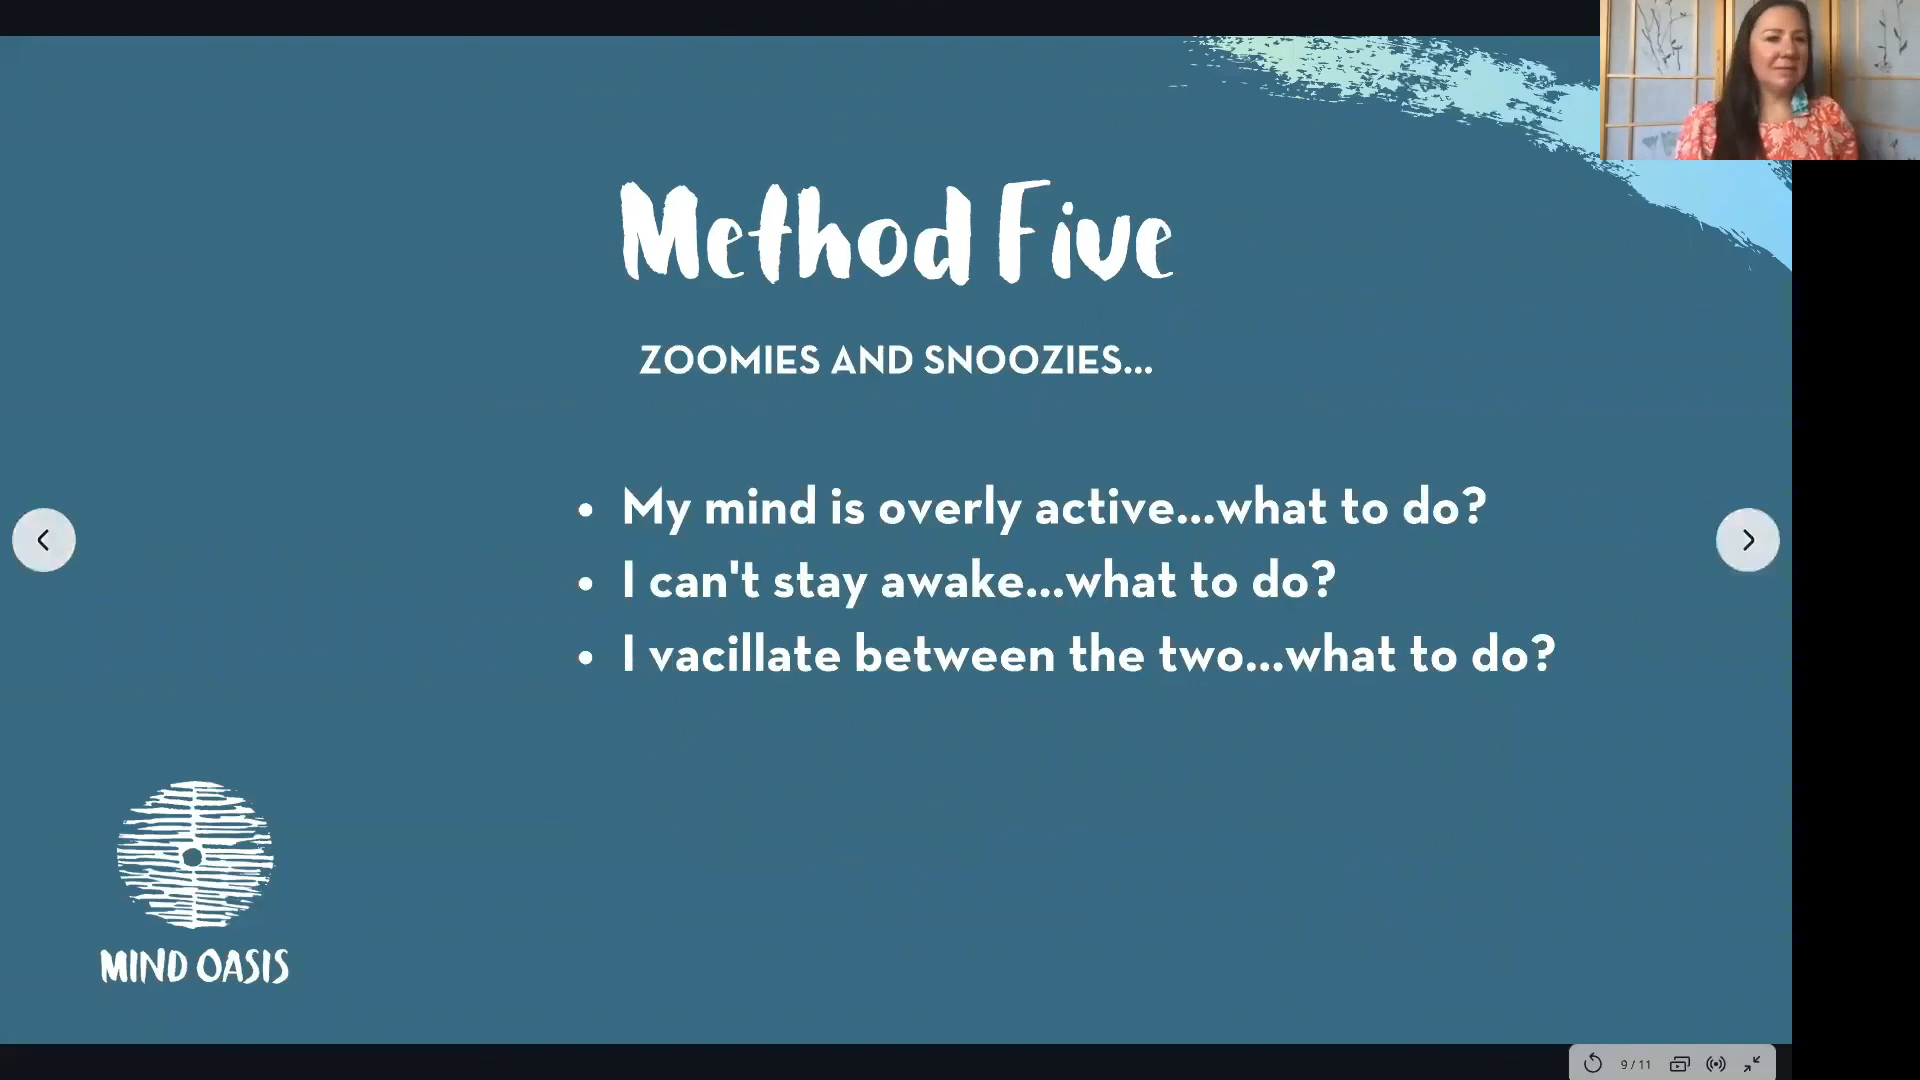 Method Five
ZOOMIES AND SNOOZIES...
• My mind is overly active...what to do?
• I can't stay awake...what to do?
• I vacillate between the two...what to do?
MIND OASIS
9 / 11